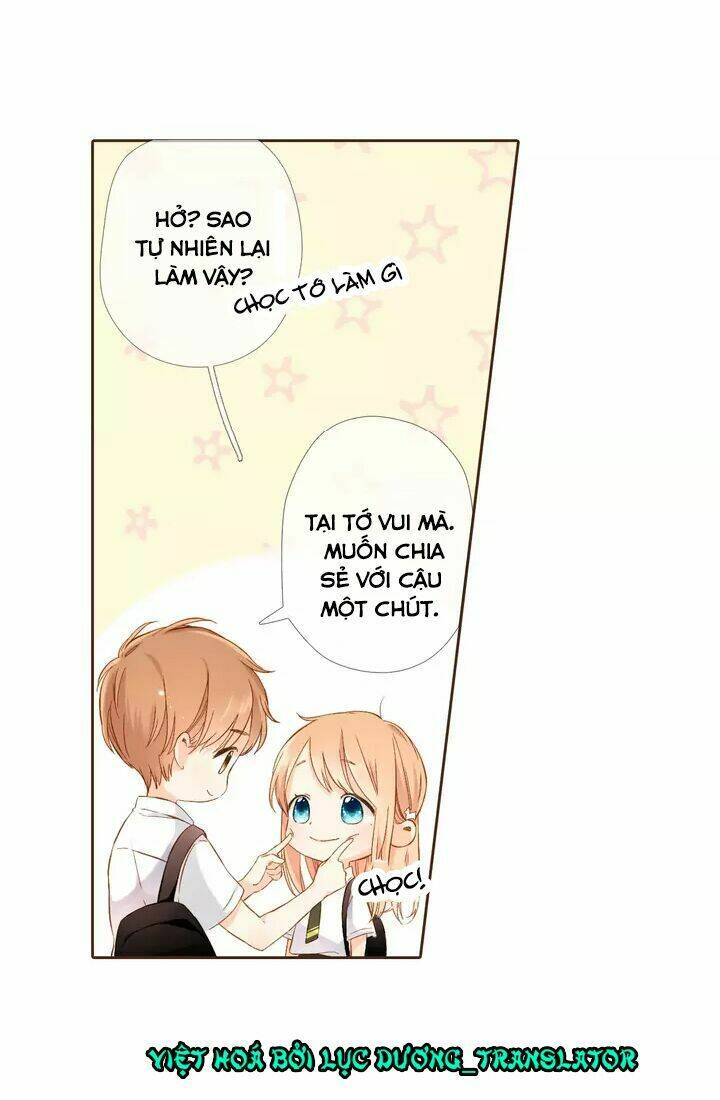 HỞ? SAO
TỰ NHIÊN LẠI
LÀM VẬY?
CHỌC TỚ LÀM GÌ
TẠI TỚ VUI MÀ.
MUỐN CHIA
SẺ VỚI CẬU
MỘT CHÚT.
CHỌC!
VIỆT HOÁ BỞI LỤC DƯƠNG_TRANSLATOR